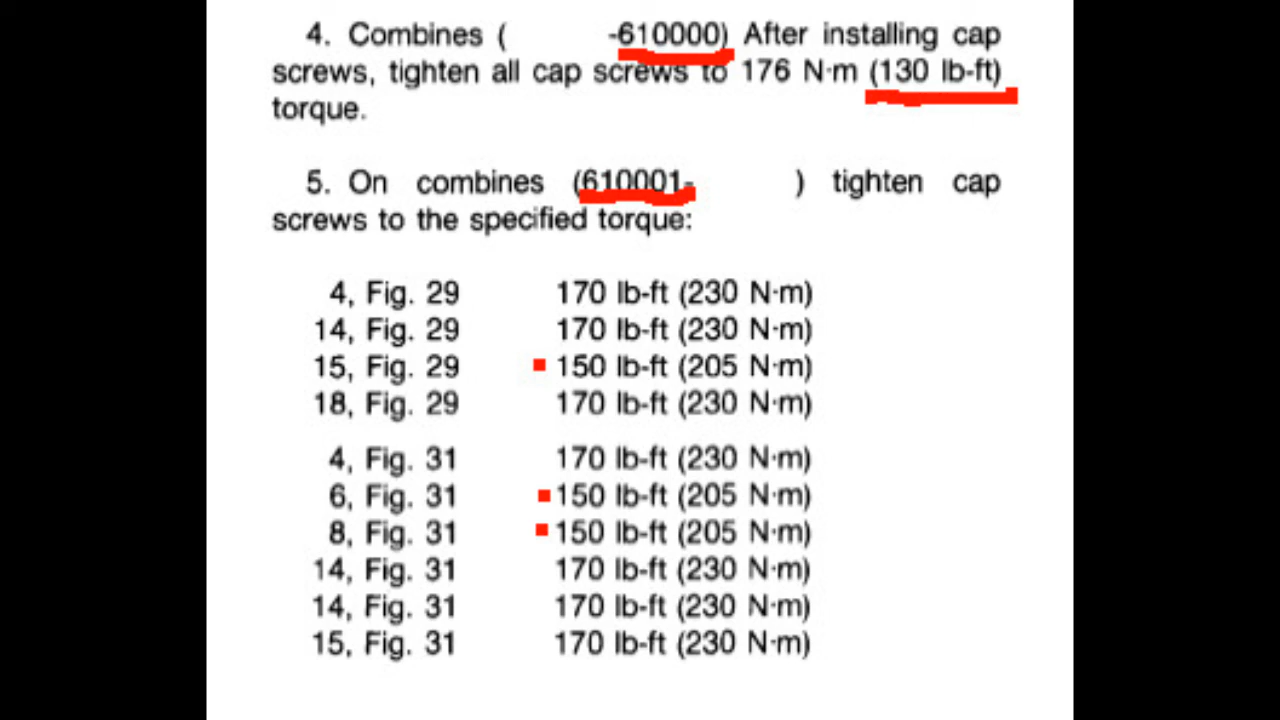 4. Combines ( -610000) After installing cap
screws, tighten all cap screws to 176 N·m (130 lb-ft)
torque.
5. On combines (610001- ) tighten cap
screws to the specified torque:
4, Fig. 29 170 lb-ft (230 N·m)
14, Fig. 29 170 lb-ft (230 N·m)
15, Fig. 29 150 lb-ft (205 N·m)
18, Fig. 29 170 lb-ft (230 N·m)
4, Fig. 31 170 lb-ft (230 N·m)
6, Fig. 31 150 lb-ft (205 N·m)
8, Fig. 31 150 lb-ft (205 N·m)
14, Fig. 31 170 lb-ft (230 N·m)
14, Fig. 31 170 lb-ft (230 N·m)
15, Fig. 31 170 lb-ft (230 N·m)